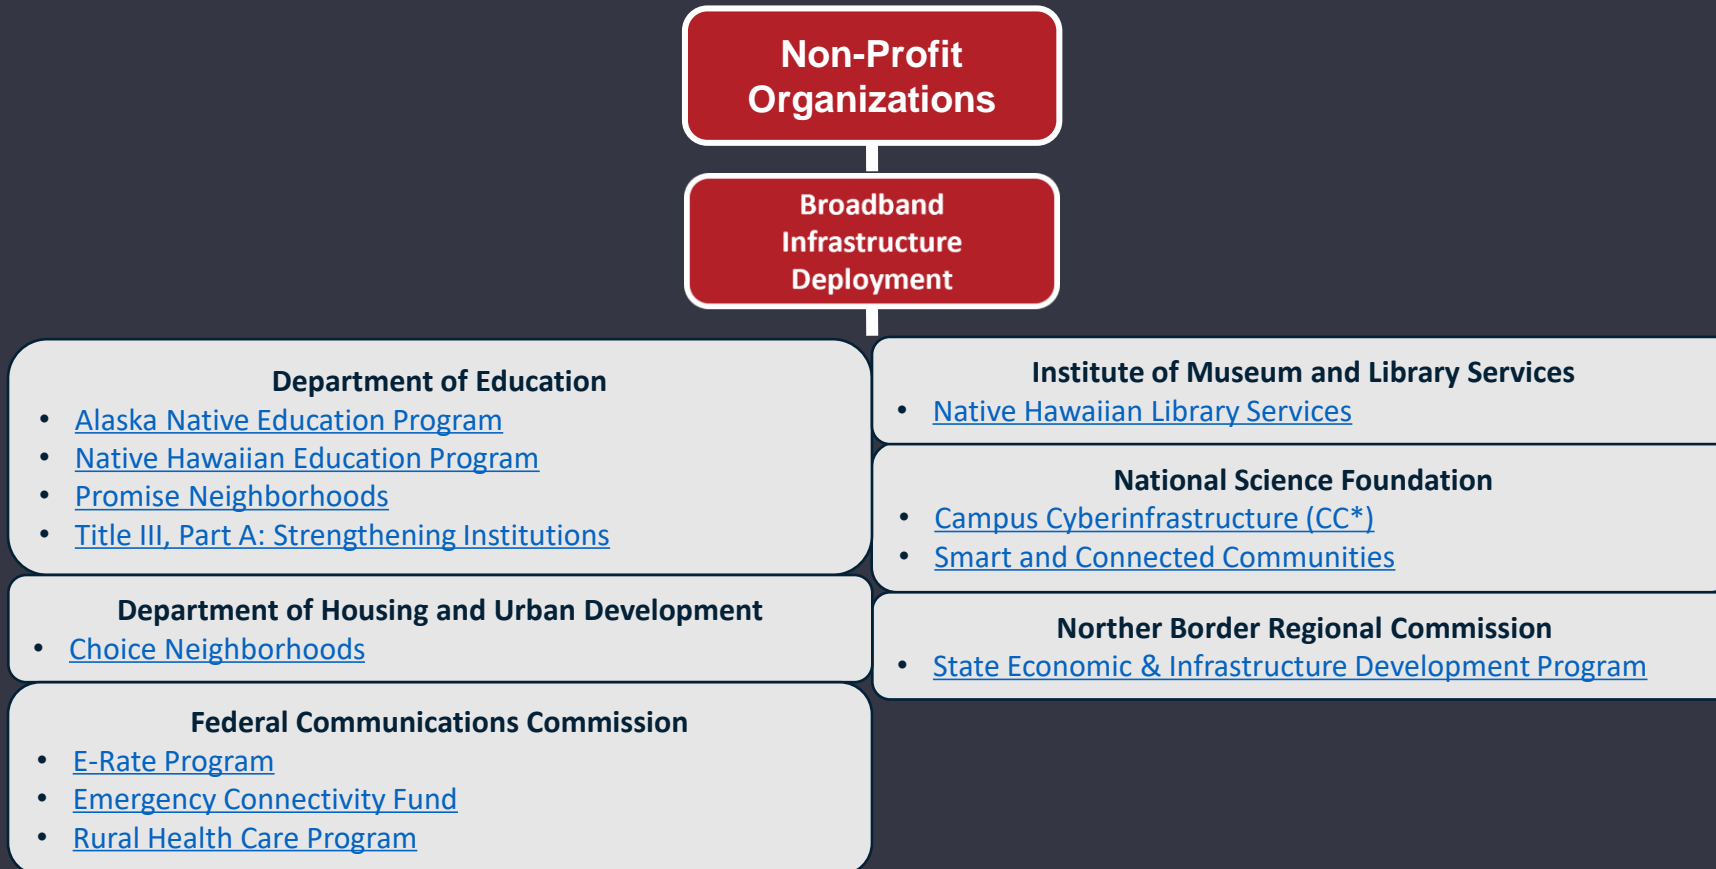 Non-Profit
Organizations
Broadband
Infrastructure
Deployment
Department of Education
• Alaska Native Education Program
• Native Hawaiian Education Program
• Promise Neighborhoods
• Title III, Part A: Strengthening Institutions
Department of Housing and Urban Development
• Choice Neighborhoods
Federal Communications Commission
• E-Rate Program
• Emergency Connectivity Fund
• Rural Health Care Program
Institute of Museum and Library Services
• Native Hawaiian Library Services
National Science Foundation
• Campus Cyberinfrastructure (CC*)
• Smart and Connected Communities
Norther Border Regional Commission
• State Economic & Infrastructure Development Program